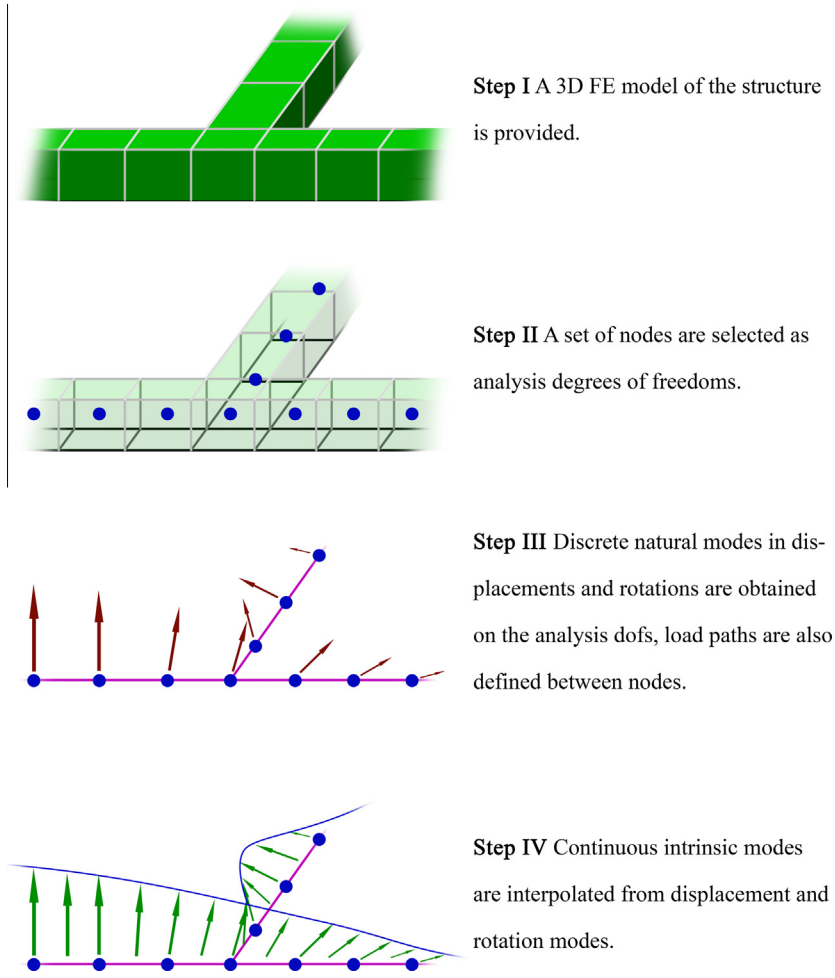 Step I A 3D FE model of the structure
is provided.
Step II A set of nodes are selected as
analysis degrees of freedoms.
Step III Discrete natural modes in dis-
placements and rotations are obtained
on the analysis dofs, load paths are also
defined between nodes.
Step IV Continuous intrinsic modes
are interpolated from displacement and
rotation modes.